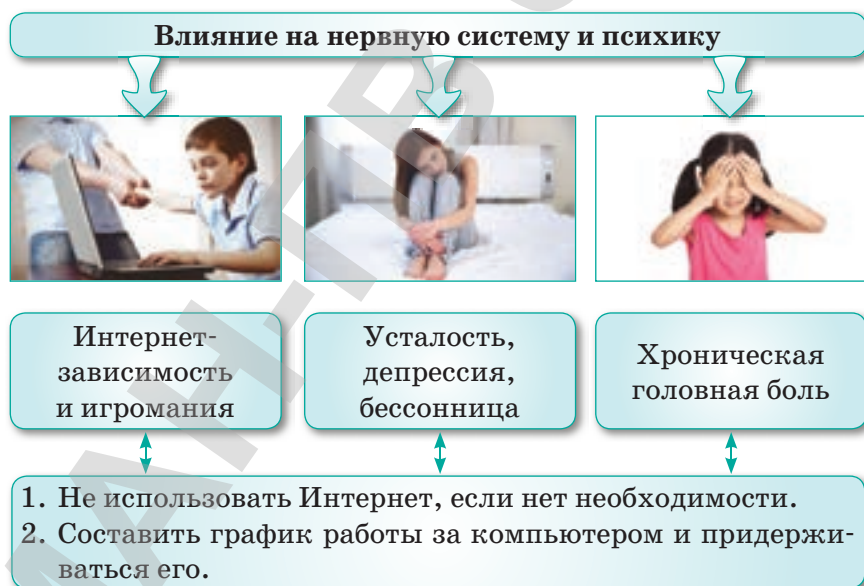 Влияние на нервную систему и психику
Интернет-
зависимость
и игромания
Усталость,
депрессия,
бессонница
Хроническая
головная боль
1. Не использовать Интернет, если нет необходимости.
2. Составить график работы за компьютером и придержи-
ваться его.